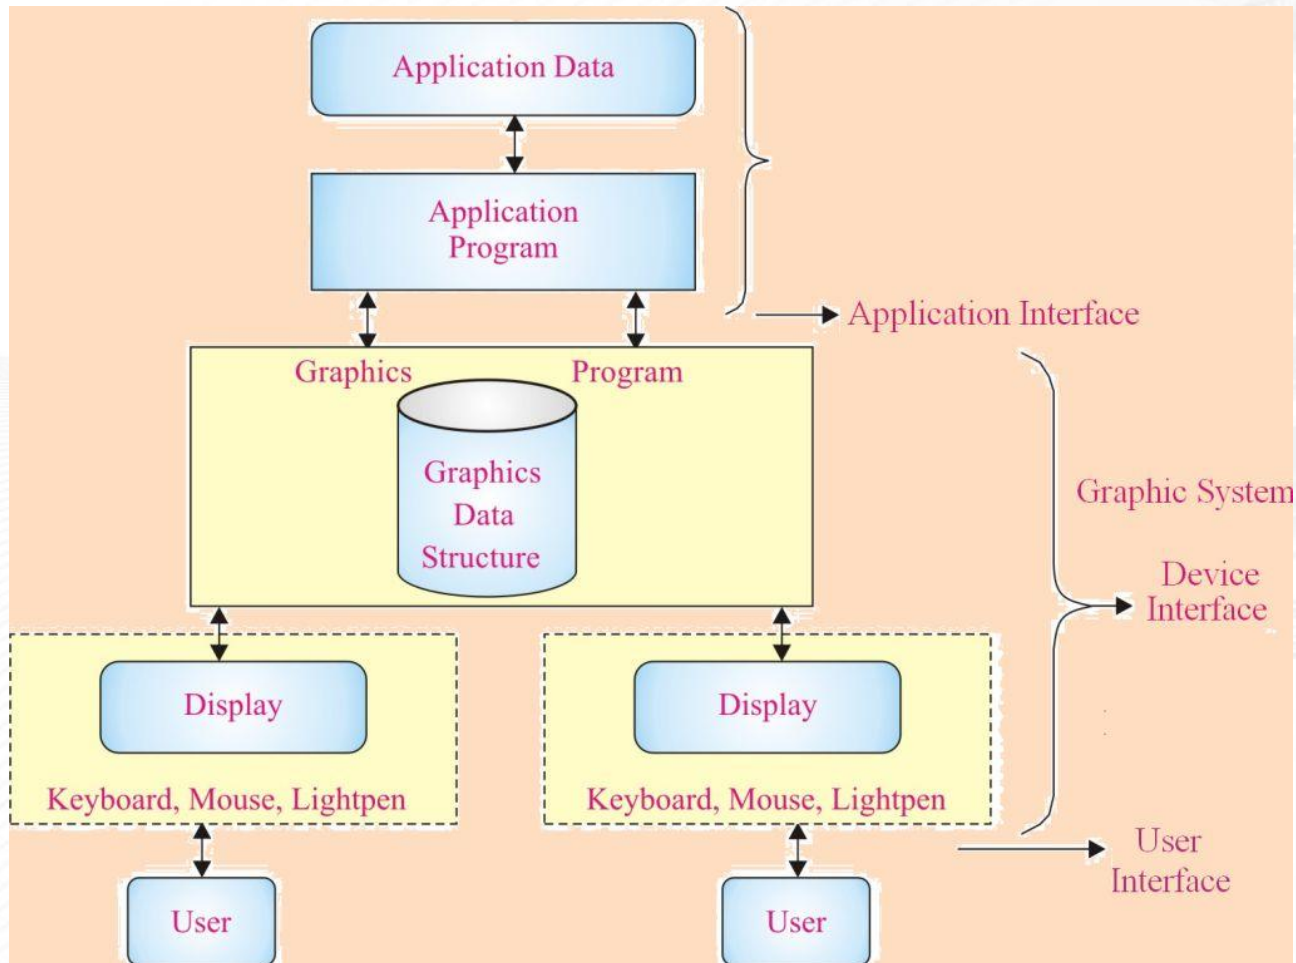 Application Data
Application
Program
Application Interface
Graphics Program
Graphics
Data
Structure
Graphic System
Device
Interface
Display
Display
Keyboard, Mouse, Lightpen
Keyboard, Mouse, Lightpen
User
Interface
User
User